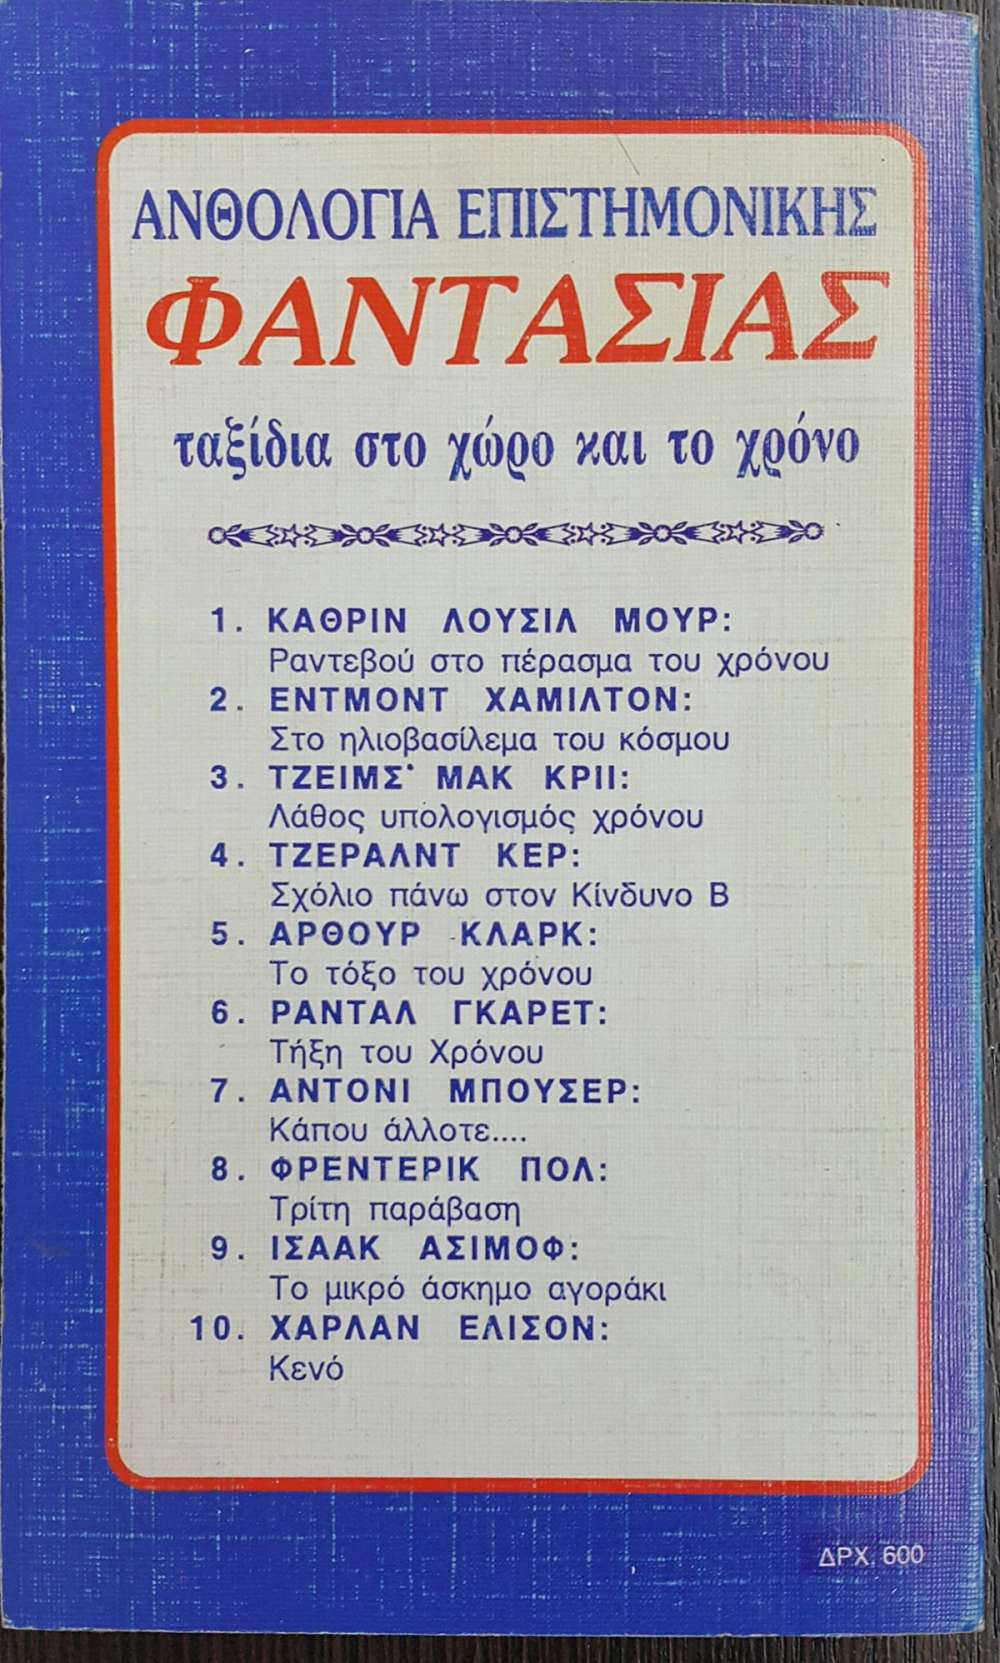 ΑΝΘΟΛΟΓΙΑ ΕΠΙΣΤΗΜΟΝΙΚΗΣ
ΦΑΝΤΑΣΙΑΣ
ταξίδια στο χώρο και το χρόνο
1. ΚΑΘΡΙΝ ΛΟΥΣΙΛ ΜΟΥΡ:
Ραντεβού στο πέρασμα του χρόνου
2. ΕΝΤΜΟΝΤ ΧΑΜΙΛΤΟΝ:
Στο ηλιοβασίλεμα του κόσμου
3. ΤΖΕΙΜΣ ΜΑΚ ΚΡΙΙ:
Λάθος υπολογισμός χρόνου
4. ΤΖΕΡΑΛΝΤ ΚΕΡ:
Σχόλιο πάνω στον Κίνδυνο Β
5. ΑΡΘΟΥΡ ΚΛΑΡΚ:
Το τόξο του χρόνου
6. ΡΑΝΤΑΛ ΓΚΑΡΕΤ:
Τήξη του Χρόνου
7. ΑΝΤΟΝΙ ΜΠΟΥΣΕΡ:
Κάπου άλλοτε....
8. ΦΡΕΝΤΕΡΙΚ ΠΟΛ:
Τρίτη παράβαση
9. ΙΣΑΑΚ ΑΣΙΜΟΦ:
Το μικρό άσκημο αγοράκι
10. ΧΑΡΛΑΝ ΕΛΙΣΟΝ:
Κενό
ΔΡΧ. 600